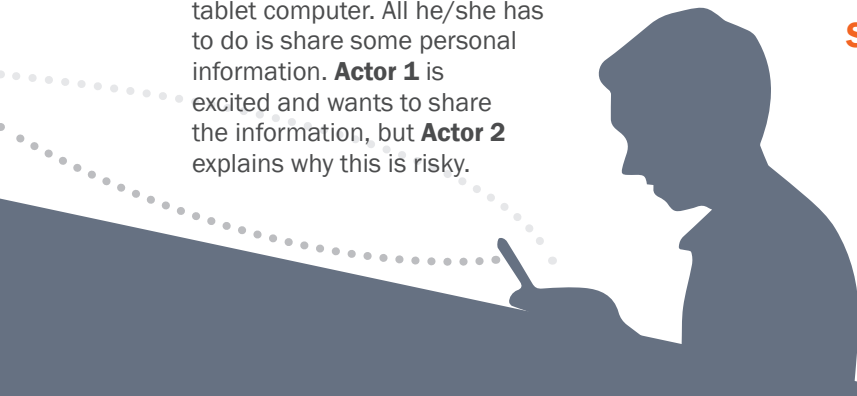 tablet computer. All he/she has
to do is share some personal
information. Actor 1 is
excited and wants to share
the information, but Actor 2
explains why this is risky.